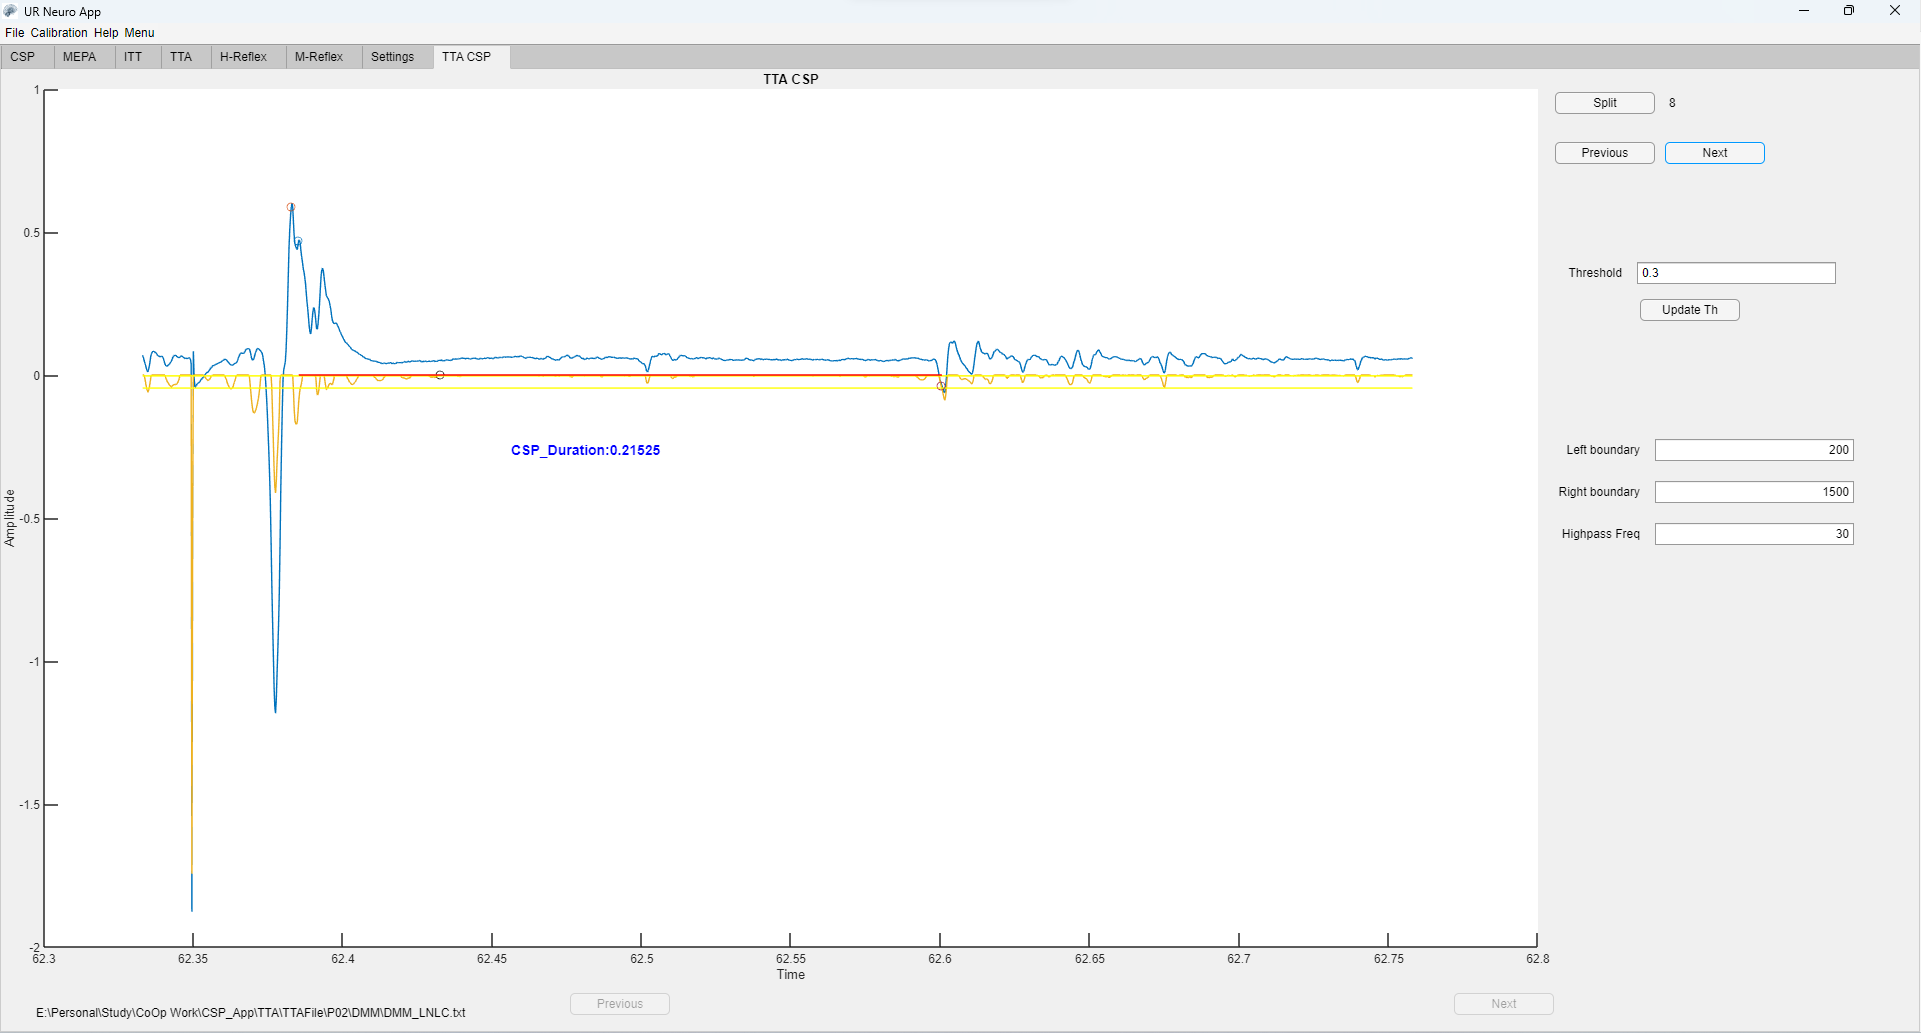 UR Neuro App
File Calibration Help Menu
CSP MEPA ITT TTA H-Reflex M-Reflex Settings TTA CSP
TTA CSP
1
0.5
0
-0.5
-1
-1.5
-2
Amplitude
CSP_Duration:0.21525
62.3 62.35 62.4 62.45 62.5 62.55 62.6 62.65 62.7 62.75 62.8
Time
Split 8
Previous Next
Threshold 0.3
Update Th
Left boundary 200
Right boundary 1500
Highpass Freq 30
Previous Next
E:\Personal\Study\CoOp Work\CSP_App\TTA\TTAFile\P02\DMM\DMM_LNLC.txt